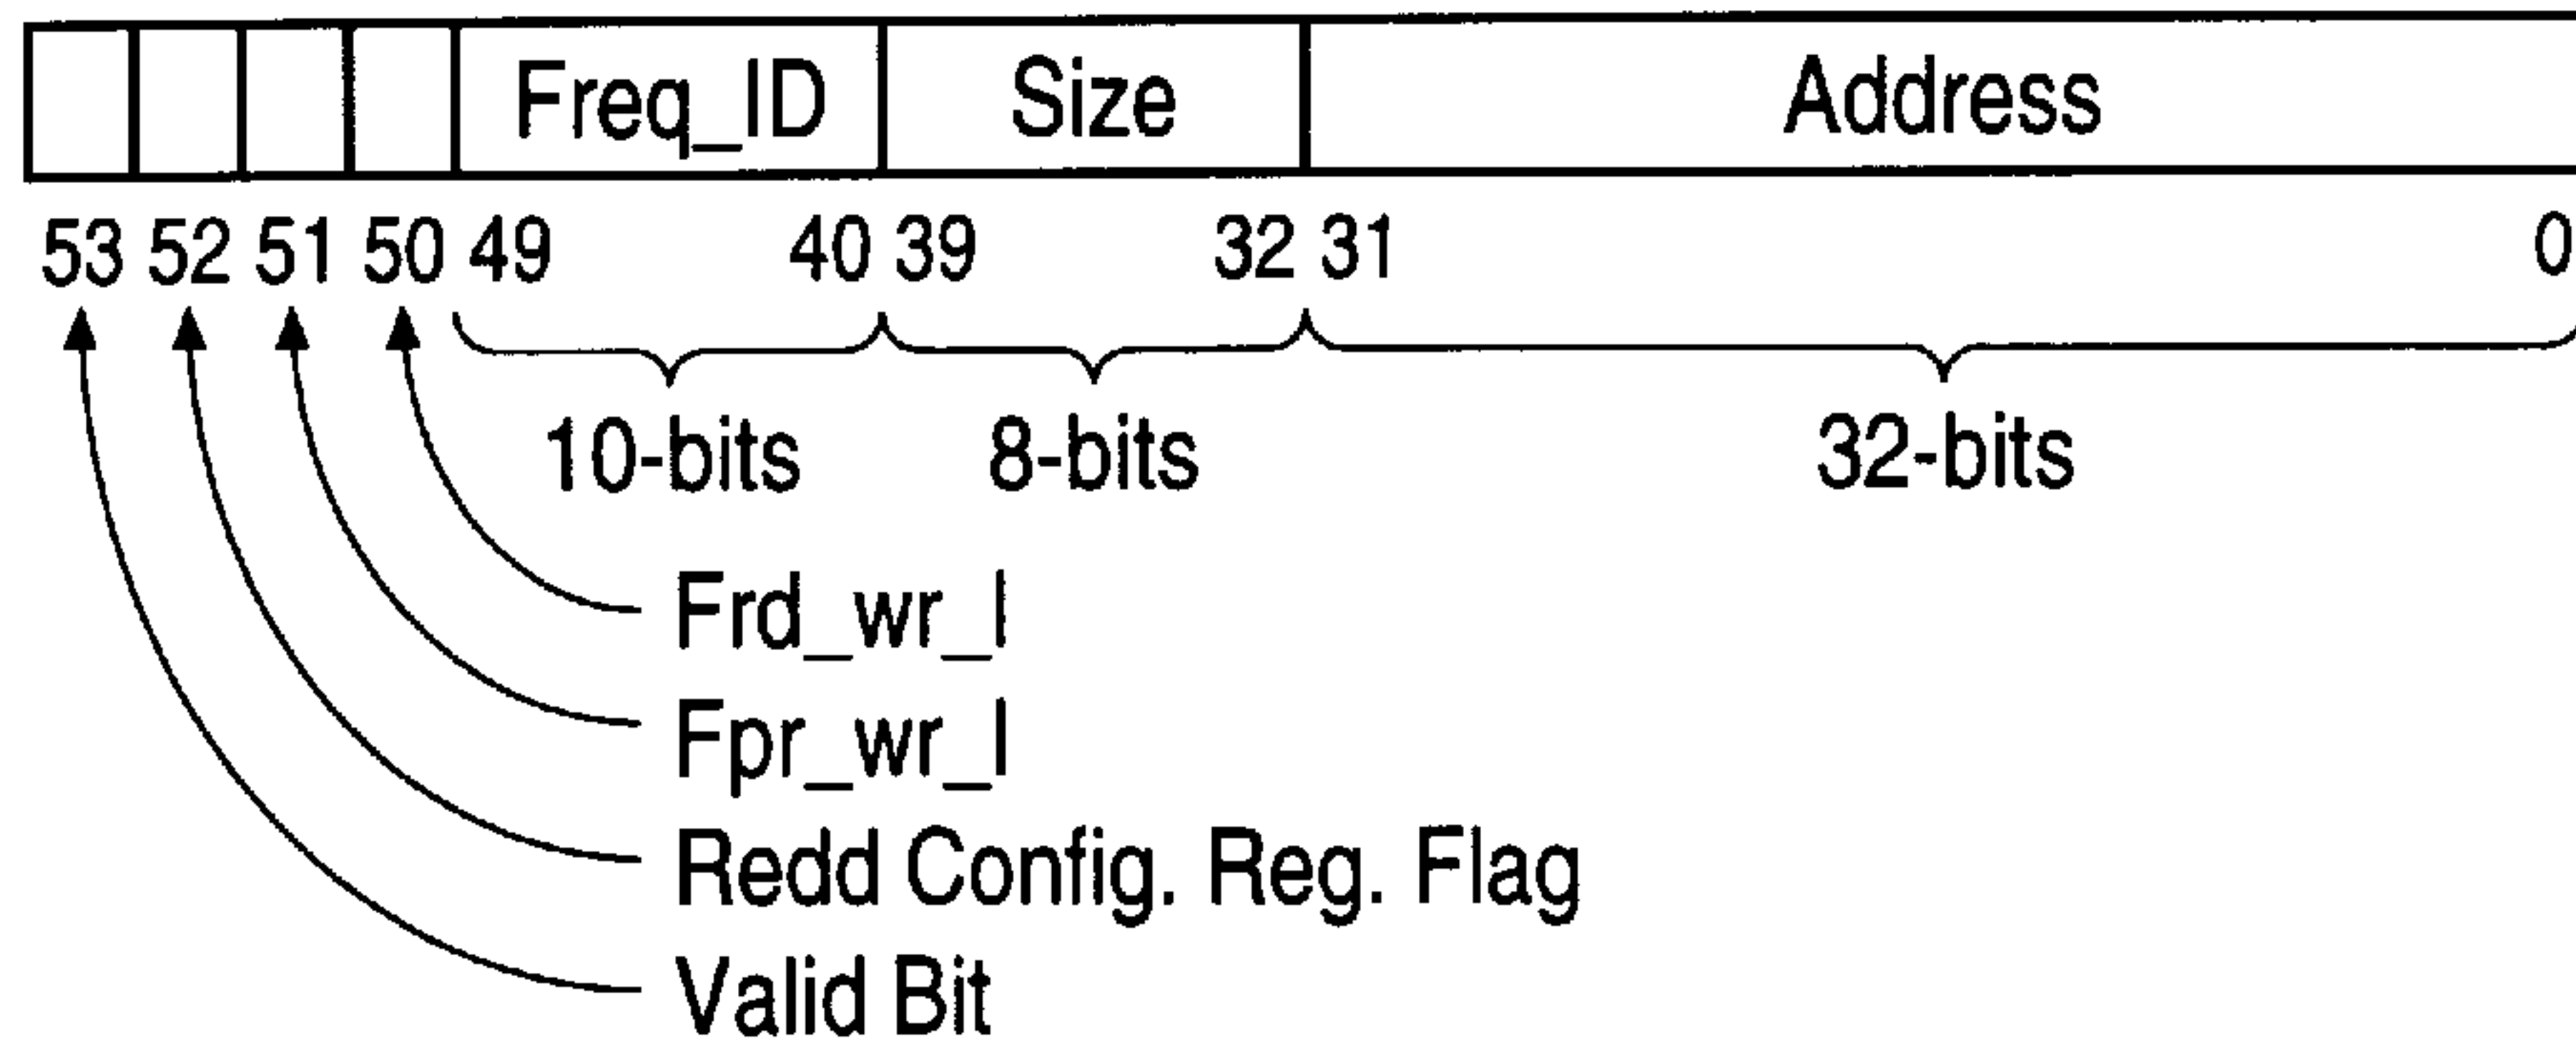 Freq_ID Size Address
53 52 51 50 49 40 39 32 31 0
10-bits 8-bits 32-bits
Frd_wr_l
Fpr_wr_l
Redd Config. Reg. Flag
Valid Bit